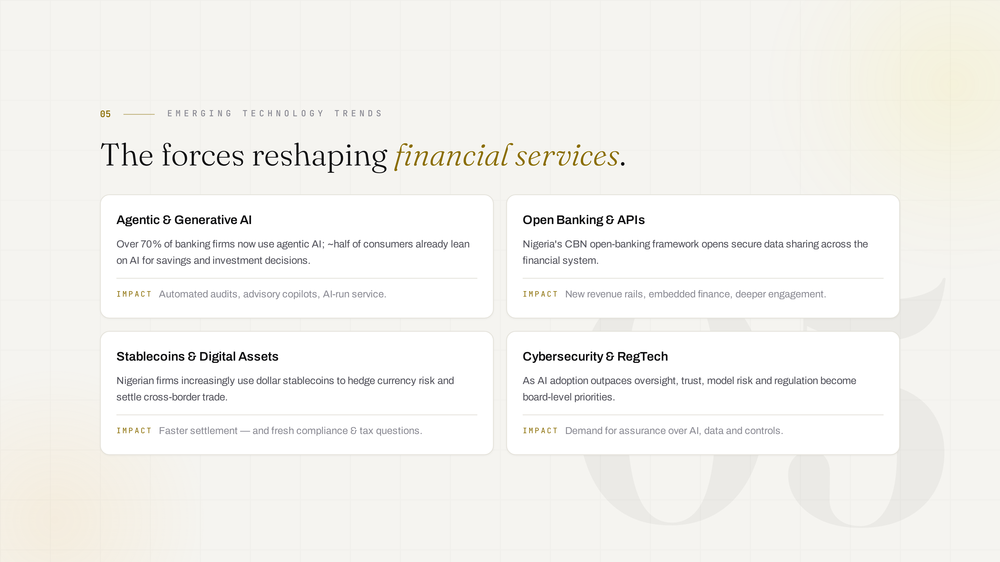 05 EMERGING TECHNOLOGY TRENDS
The forces reshaping financial services.
Agentic & Generative AI
Over 70% of banking firms now use agentic AI; ~half of consumers already lean
on AI for savings and investment decisions.
IMPACT Automated audits, advisory copilots, AI-run service.
Open Banking & APIs
Nigeria's CBN open-banking framework opens secure data sharing across the
financial system.
IMPACT New revenue rails, embedded finance, deeper engagement.
Stablecoins & Digital Assets
Nigerian firms increasingly use dollar stablecoins to hedge currency risk and
settle cross-border trade.
IMPACT Faster settlement — and fresh compliance & tax questions.
Cybersecurity & RegTech
As AI adoption outpaces oversight, trust, model risk and regulation become
board-level priorities.
IMPACT Demand for assurance over AI, data and controls.
05